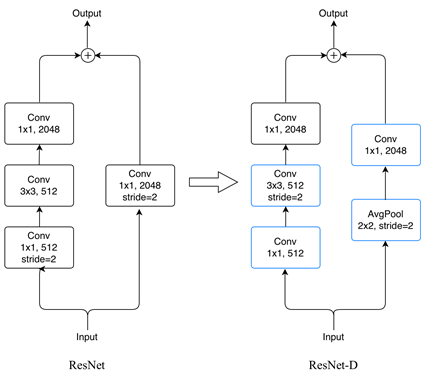 Output
Conv
1x1, 2048
Conv
3x3, 512
Conv
1x1, 512
stride=2
Conv
1x1, 2048
stride=2
Input
ResNet
Output
Conv
1x1, 2048
Conv
3x3, 512
stride=2
Conv
1x1, 512
Conv
1x1, 2048
AvgPool
2x2, stride=2
Input
ResNet-D